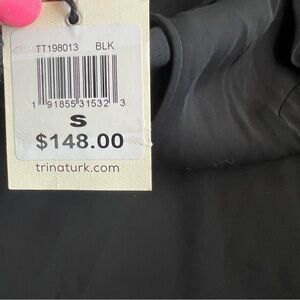 TT198013 BLK
1 91855 31532 3
S
$148.00
trinaturk.com